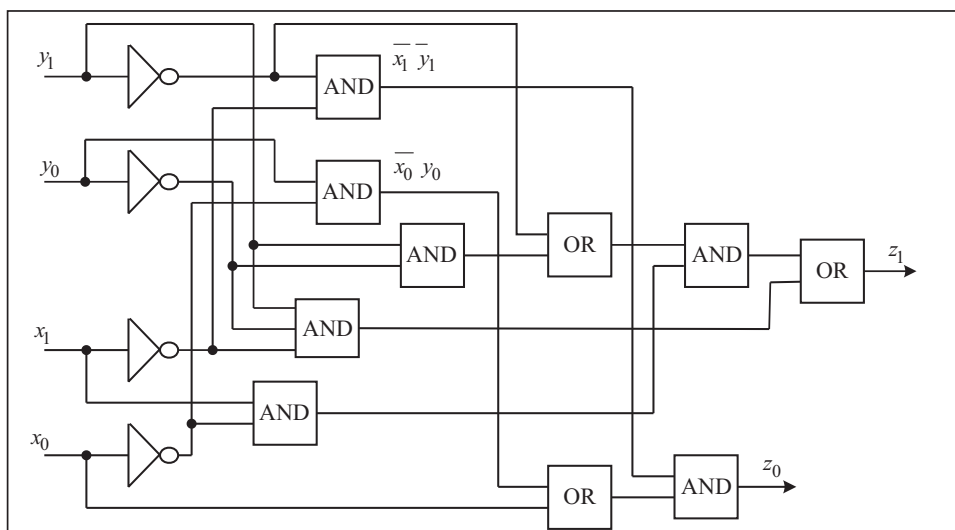 y₁
AND
x̅₁ y̅₁
y₀
AND
x̅₀ y₀
AND
OR
AND
OR
z₁
AND
x₁
AND
x₀
OR
AND
z₀